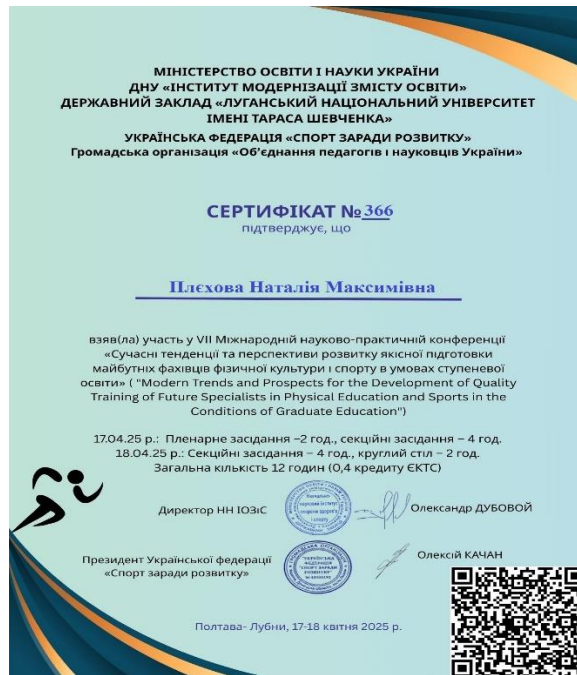 МІНІСТЕРСТВО ОСВІТИ І НАУКИ УКРАЇНИ
ДНУ «ІНСТИТУТ МОДЕРНІЗАЦІЇ ЗМІСТУ ОСВІТИ»
ДЕРЖАВНИЙ ЗАКЛАД «ЛУГАНСЬКИЙ НАЦІОНАЛЬНИЙ УНІВЕРСИТЕТ
ІМЕНІ ТАРАСА ШЕВЧЕНКА»
УКРАЇНСЬКА ФЕДЕРАЦІЯ «СПОРТ ЗАРАДИ РОЗВИТКУ»
Громадська організація «Об'єднання педагогів і науковців України»
СЕРТИФІКАТ №366
підтверджує, що
Плєхова Наталія Максимівна
взяв(ла) участь у VII Міжнародній науково-практичній конференції
«Сучасні тенденції та перспективи розвитку якісної підготовки
майбутніх фахівців фізичної культури і спорту в умовах ступеневої
освіти» ( "Modern Trends and Prospects for the Development of Quality
Training of Future Specialists in Physical Education and Sports in the
Conditions of Graduate Education")
17.04.25 р.: Пленарне засідання –2 год., секційні засідання – 4 год.
18.04.25 р.: Секційні засідання – 4 год., круглий стіл – 2 год.
Загальна кількість 12 годин (0,4 кредиту ЄКТС)
Директор НН ІОЗіС
Олександр ДУБОВОЙ
Президент Української федерації
«Спорт заради розвитку»
"УКРАЇНСЬКА
ФЕДЕРАЦІЯ
"СПОРТ ЗАРАДИ
РОЗВИТКУ"
Олексій КАЧАН
Полтава- Лубни, 17-18 квітня 2025 р.